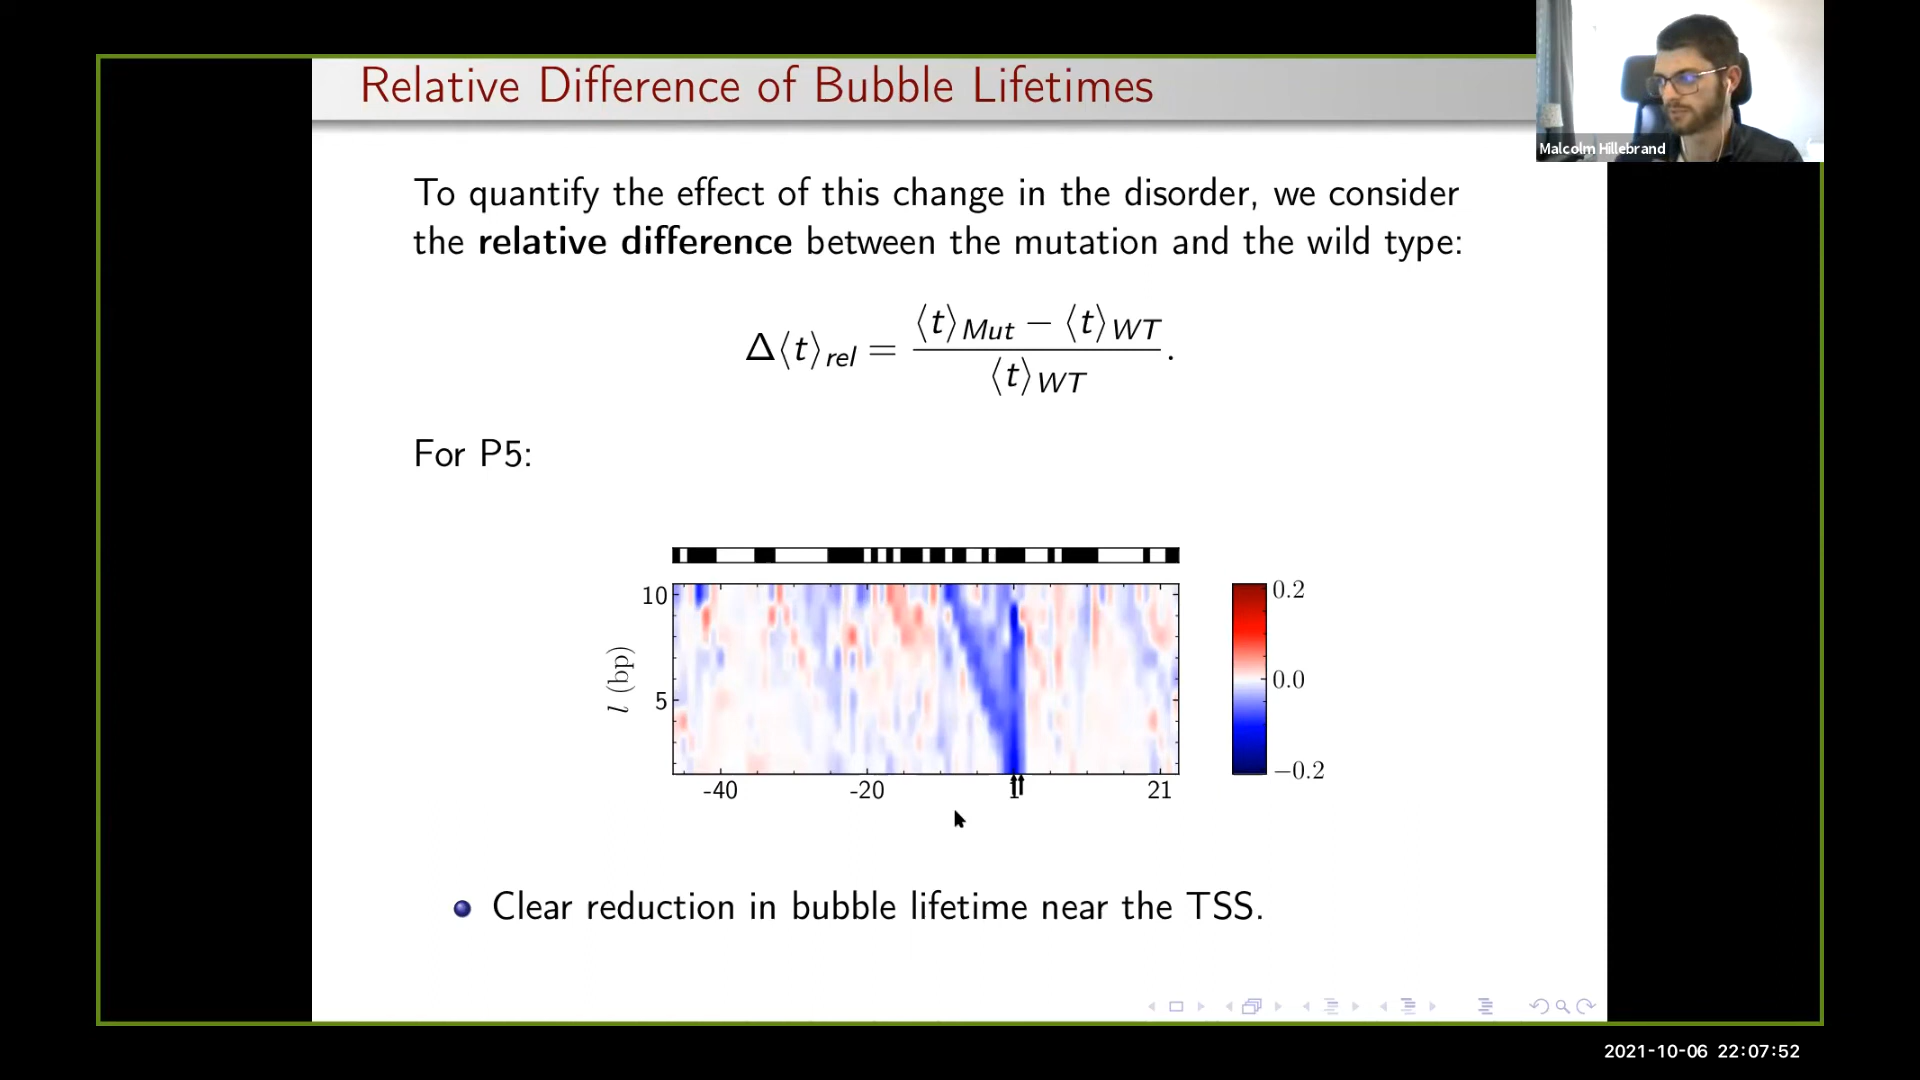 Relative Difference of Bubble Lifetimes
Malcolm Hillebrand
To quantify the effect of this change in the disorder, we consider
the relative difference between the mutation and the wild type:
Δ⟨t⟩rel = (⟨t⟩Mut − ⟨t⟩WT) / ⟨t⟩WT.
For P5:
10
5
l (bp)
-40 -20 1 21
0.2
0.0
−0.2
Clear reduction in bubble lifetime near the TSS.
2021-10-06 22:07:52